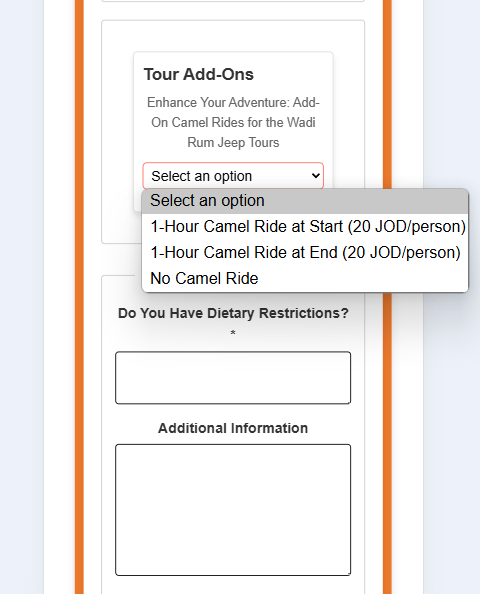 Tour Add-Ons
Enhance Your Adventure: Add-
On Camel Rides for the Wadi
Rum Jeep Tours
Select an option
Select an option
1-Hour Camel Ride at Start (20 JOD/person)
1-Hour Camel Ride at End (20 JOD/person)
No Camel Ride
Do You Have Dietary Restrictions?
*
Additional Information